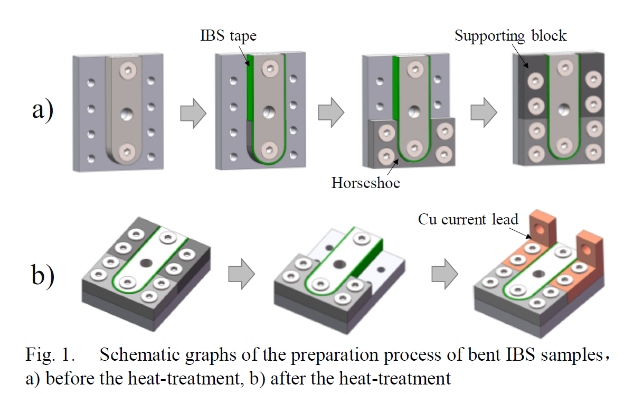 IBS tape
Supporting block
a)
Horseshoe
Cu current lead
b)
Fig. 1. Schematic graphs of the preparation process of bent IBS samples，
a) before the heat-treatment, b) after the heat-treatment